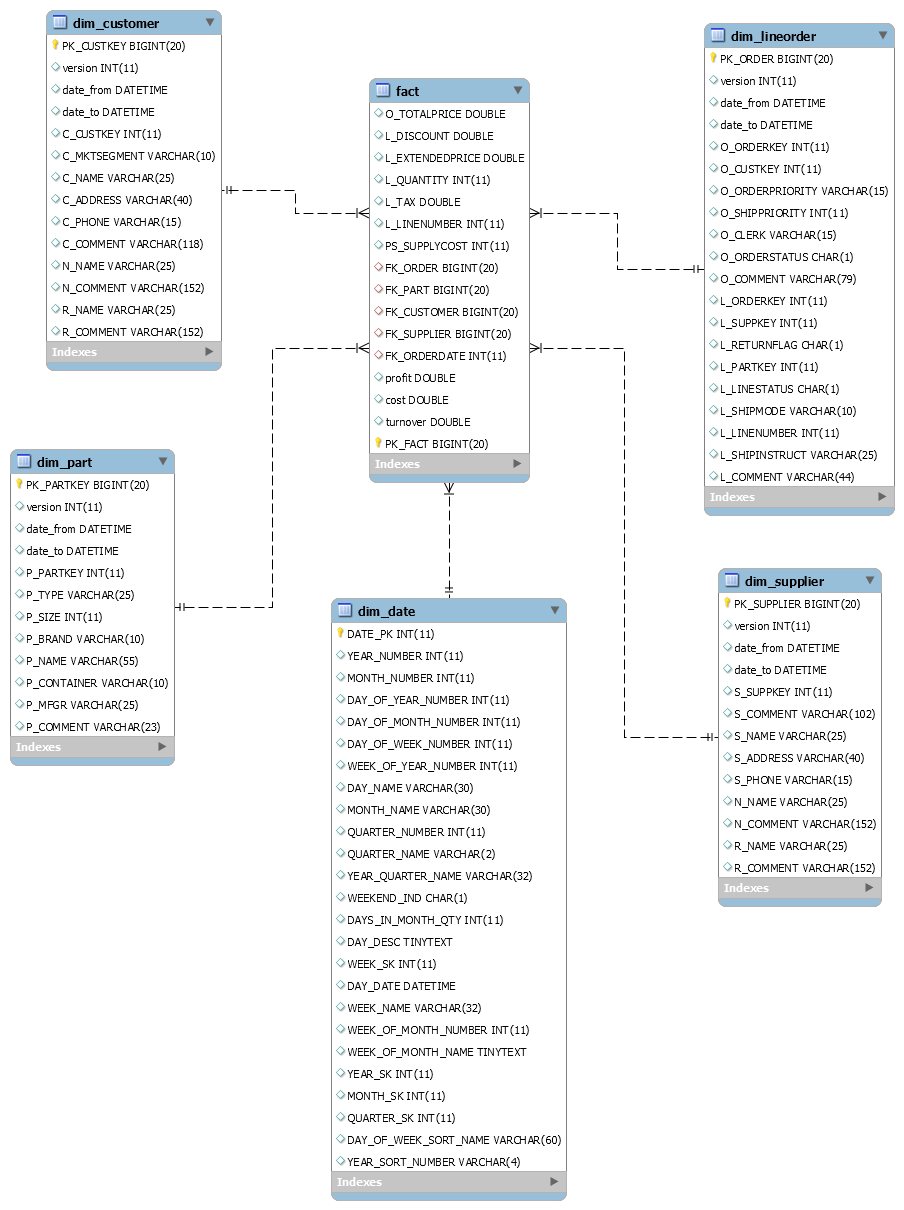 dim_customer
PK_CUSTKEY BIGINT(20)
version INT(11)
date_from DATETIME
date_to DATETIME
C_CUSTKEY INT(11)
C_MKTSEGMENT VARCHAR(10)
C_NAME VARCHAR(25)
C_ADDRESS VARCHAR(40)
C_PHONE VARCHAR(15)
C_COMMENT VARCHAR(118)
N_NAME VARCHAR(25)
N_COMMENT VARCHAR(152)
R_NAME VARCHAR(25)
R_COMMENT VARCHAR(152)
Indexes
fact
O_TOTALPRICE DOUBLE
L_DISCOUNT DOUBLE
L_EXTENDEDPRICE DOUBLE
L_QUANTITY INT(11)
L_TAX DOUBLE
L_LINENUMBER INT(11)
PS_SUPPLYCOST INT(11)
FK_ORDER BIGINT(20)
FK_PART BIGINT(20)
FK_CUSTOMER BIGINT(20)
FK_SUPPLIER BIGINT(20)
FK_ORDERDATE INT(11)
profit DOUBLE
cost DOUBLE
turnover DOUBLE
PK_FACT BIGINT(20)
Indexes
dim_lineorder
PK_ORDER BIGINT(20)
version INT(11)
date_from DATETIME
date_to DATETIME
O_ORDERKEY INT(11)
O_CUSTKEY INT(11)
O_ORDERPRIORITY VARCHAR(15)
O_SHIPPRIORITY INT(11)
O_CLERK VARCHAR(15)
O_ORDERSTATUS CHAR(1)
O_COMMENT VARCHAR(79)
L_ORDERKEY INT(11)
L_SUPPKEY INT(11)
L_RETURNFLAG CHAR(1)
L_PARTKEY INT(11)
L_LINESTATUS CHAR(1)
L_SHIPMODE VARCHAR(10)
L_LINENUMBER INT(11)
L_SHIPINSTRUCT VARCHAR(25)
L_COMMENT VARCHAR(44)
Indexes
dim_part
PK_PARTKEY BIGINT(20)
version INT(11)
date_from DATETIME
date_to DATETIME
P_PARTKEY INT(11)
P_TYPE VARCHAR(25)
P_SIZE INT(11)
P_BRAND VARCHAR(10)
P_NAME VARCHAR(55)
P_CONTAINER VARCHAR(10)
P_MFGR VARCHAR(25)
P_COMMENT VARCHAR(23)
Indexes
dim_date
DATE_PK INT(11)
YEAR_NUMBER INT(11)
MONTH_NUMBER INT(11)
DAY_OF_YEAR_NUMBER INT(11)
DAY_OF_MONTH_NUMBER INT(11)
DAY_OF_WEEK_NUMBER INT(11)
WEEK_OF_YEAR_NUMBER INT(11)
DAY_NAME VARCHAR(30)
MONTH_NAME VARCHAR(30)
QUARTER_NUMBER INT(11)
QUARTER_NAME VARCHAR(2)
YEAR_QUARTER_NAME VARCHAR(32)
WEEKEND_IND CHAR(1)
DAYS_IN_MONTH_QTY INT(11)
DAY_DESC TINYTEXT
WEEK_SK INT(11)
DAY_DATE DATETIME
WEEK_NAME VARCHAR(32)
WEEK_OF_MONTH_NUMBER INT(11)
WEEK_OF_MONTH_NAME TINYTEXT
YEAR_SK INT(11)
MONTH_SK INT(11)
QUARTER_SK INT(11)
DAY_OF_WEEK_SORT_NAME VARCHAR(60)
YEAR_SORT_NUMBER VARCHAR(4)
Indexes
dim_supplier
PK_SUPPLIER BIGINT(20)
version INT(11)
date_from DATETIME
date_to DATETIME
S_SUPPKEY INT(11)
S_COMMENT VARCHAR(102)
S_NAME VARCHAR(25)
S_ADDRESS VARCHAR(40)
S_PHONE VARCHAR(15)
N_NAME VARCHAR(25)
N_COMMENT VARCHAR(152)
R_NAME VARCHAR(25)
R_COMMENT VARCHAR(152)
Indexes